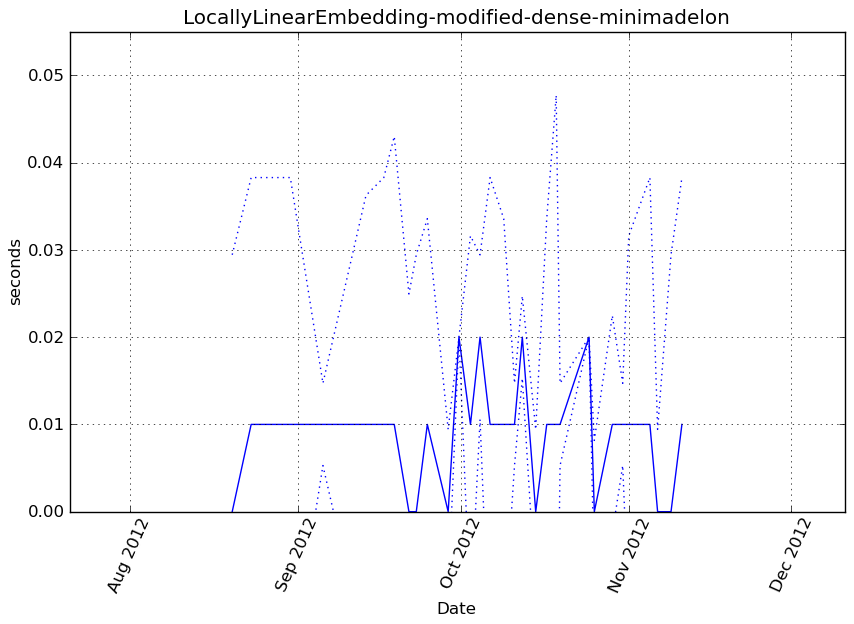 LocallyLinearEmbedding-modified-dense-minimadelon
0.05
0.04
0.03
0.02
0.01
0.00
seconds
Aug 2012
Sep 2012
Oct 2012
Nov 2012
Dec 2012
Date